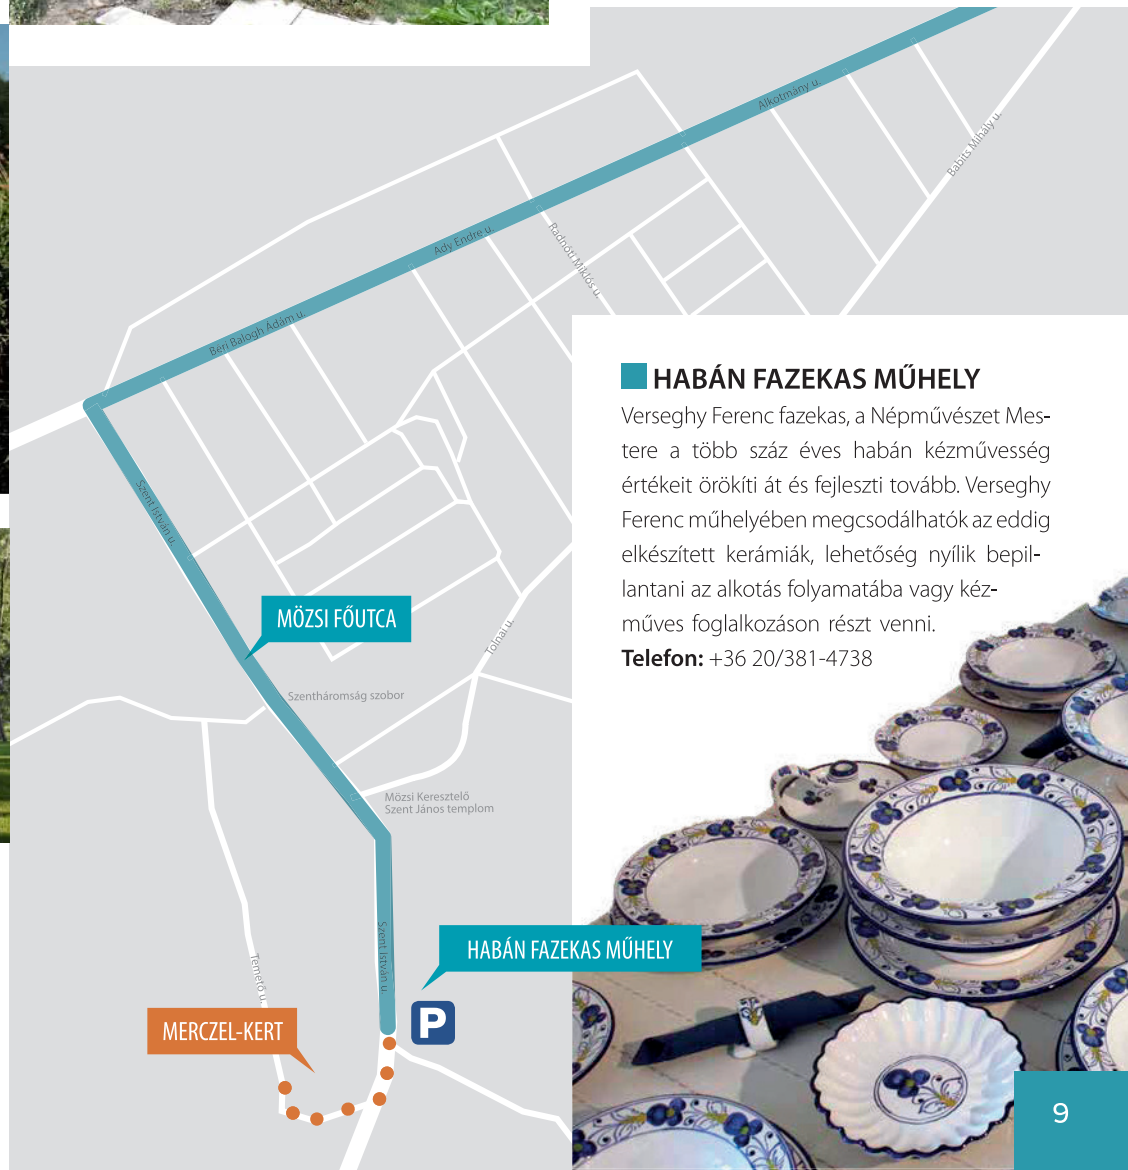 Alkotmány u.
Babits Mihály u.
Ady Endre u.
Radnóti Miklós u.
Béri Balogh Ádám u.
HABÁN FAZEKAS MŰHELY
Verseghy Ferenc fazekas, a Népművészet Mes-
tere a több száz éves habán kézművesség
értékeit örökíti át és fejleszti tovább. Verseghy
Ferenc műhelyében megcsodálhatók az eddig
elkészített kerámiák, lehetőség nyílik bepil-
lantani az alkotás folyamatába vagy kéz-
műves foglalkozáson részt venni.
Telefon: +36 20/381-4738
Szent István u.
MÖZSI FŐUTCA
Tolnai u.
Szentháromság szobor
Mözsi Keresztelő
Szent János templom
Szent István u.
HABÁN FAZEKAS MŰHELY
Temető u.
P
MERCZEL-KERT
9